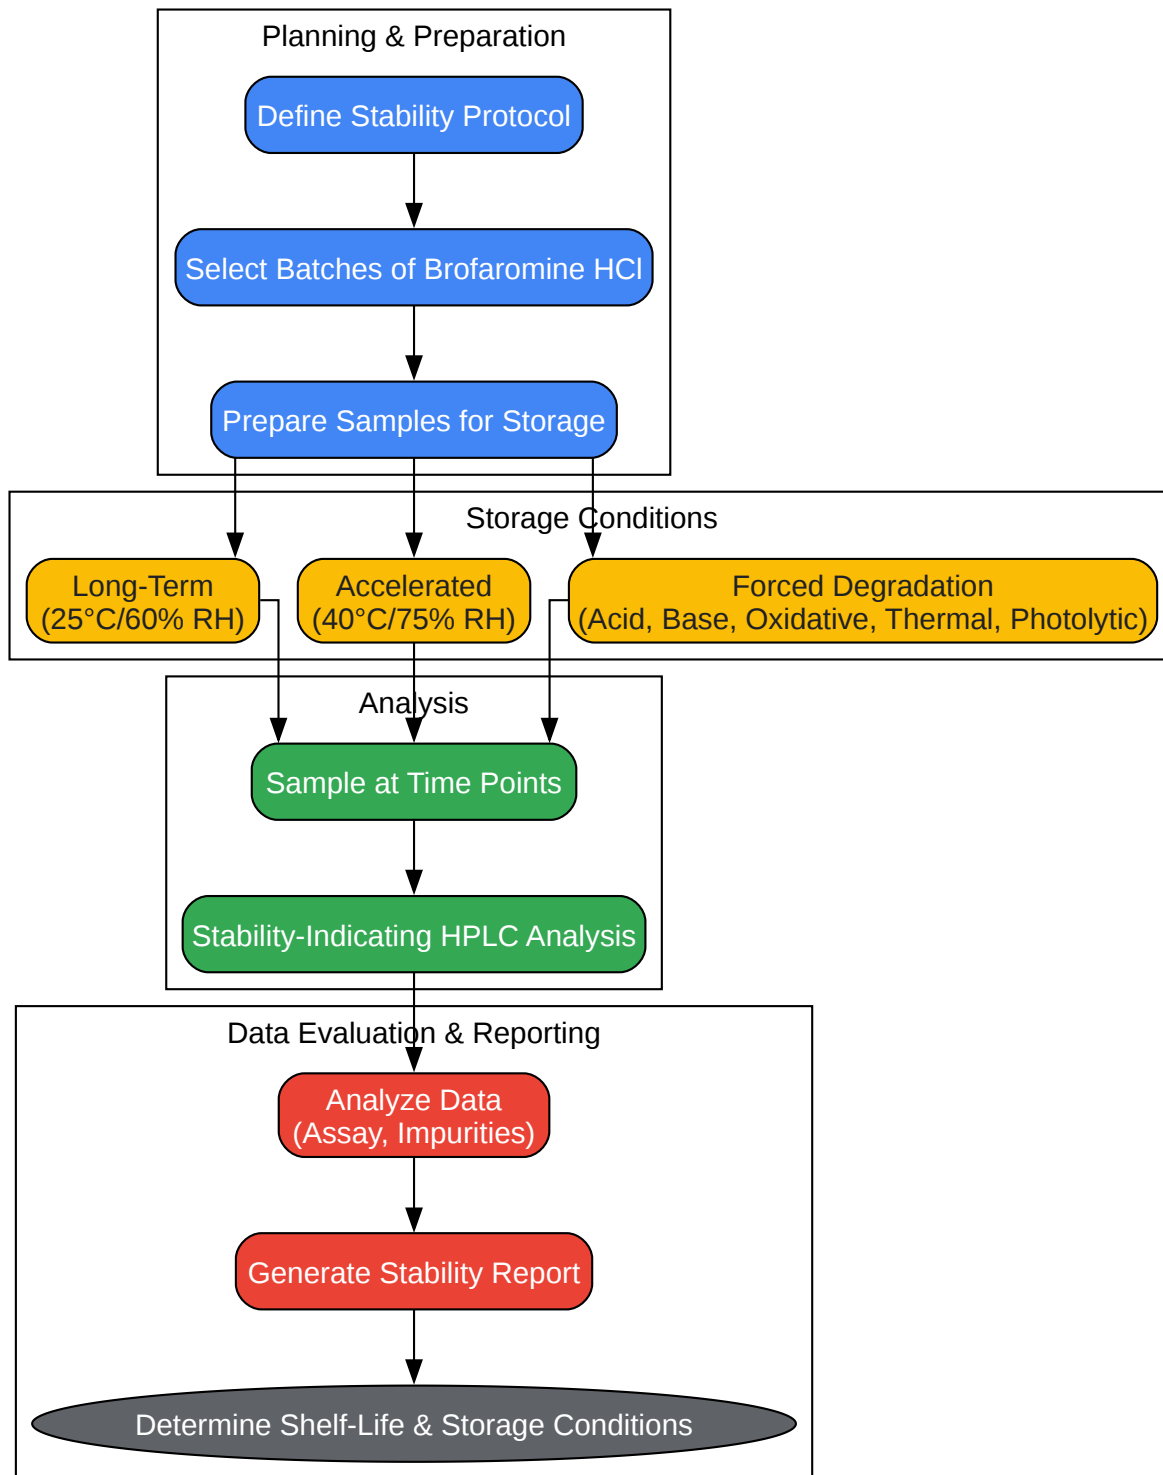 Planning & Preparation
Define Stability Protocol
Select Batches of Brofaromine HCl
Prepare Samples for Storage
Storage Conditions
Long-Term
(25°C/60% RH)
Accelerated
(40°C/75% RH)
Forced Degradation
(Acid, Base, Oxidative, Thermal, Photolytic)
Analysis
Sample at Time Points
Stability-Indicating HPLC Analysis
Data Evaluation & Reporting
Analyze Data
(Assay, Impurities)
Generate Stability Report
Determine Shelf-Life & Storage Conditions